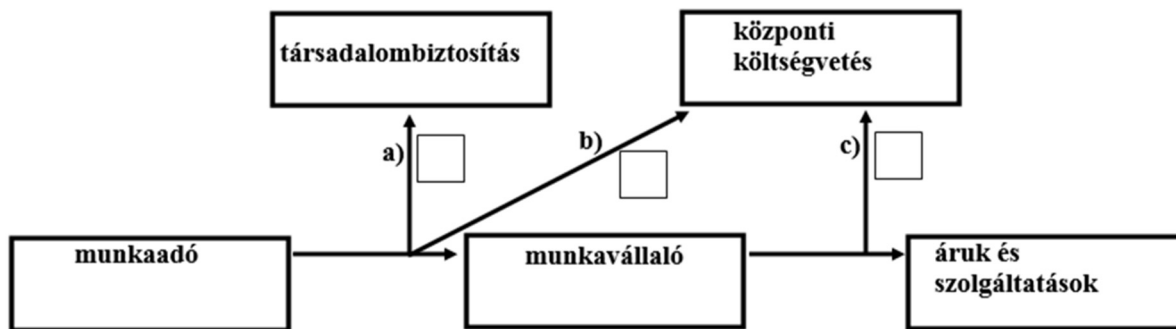 társadalombiztosítás
központi
költségvetés
a)
b)
c)
munkaadó
munkavállaló
áruk és
szolgáltatások